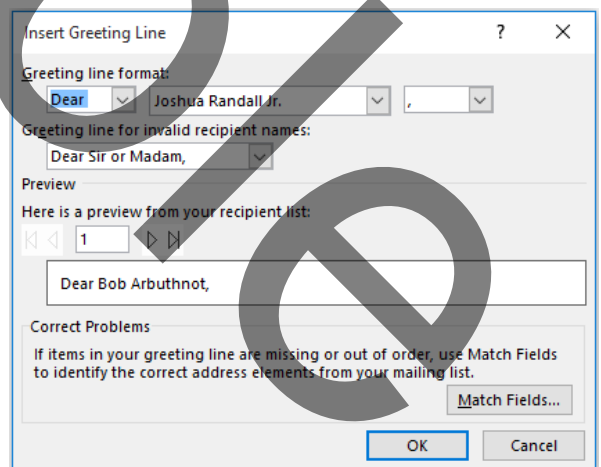 Insert Greeting Line ? ×
Greeting line format:
Dear Joshua Randall Jr. ,
Greeting line for invalid recipient names:
Dear Sir or Madam,
Preview
Here is a preview from your recipient list:
1
Dear Bob Arbuthnot,
Correct Problems
If items in your greeting line are missing or out of order, use Match Fields
to identify the correct address elements from your mailing list.
Match Fields...
OK Cancel